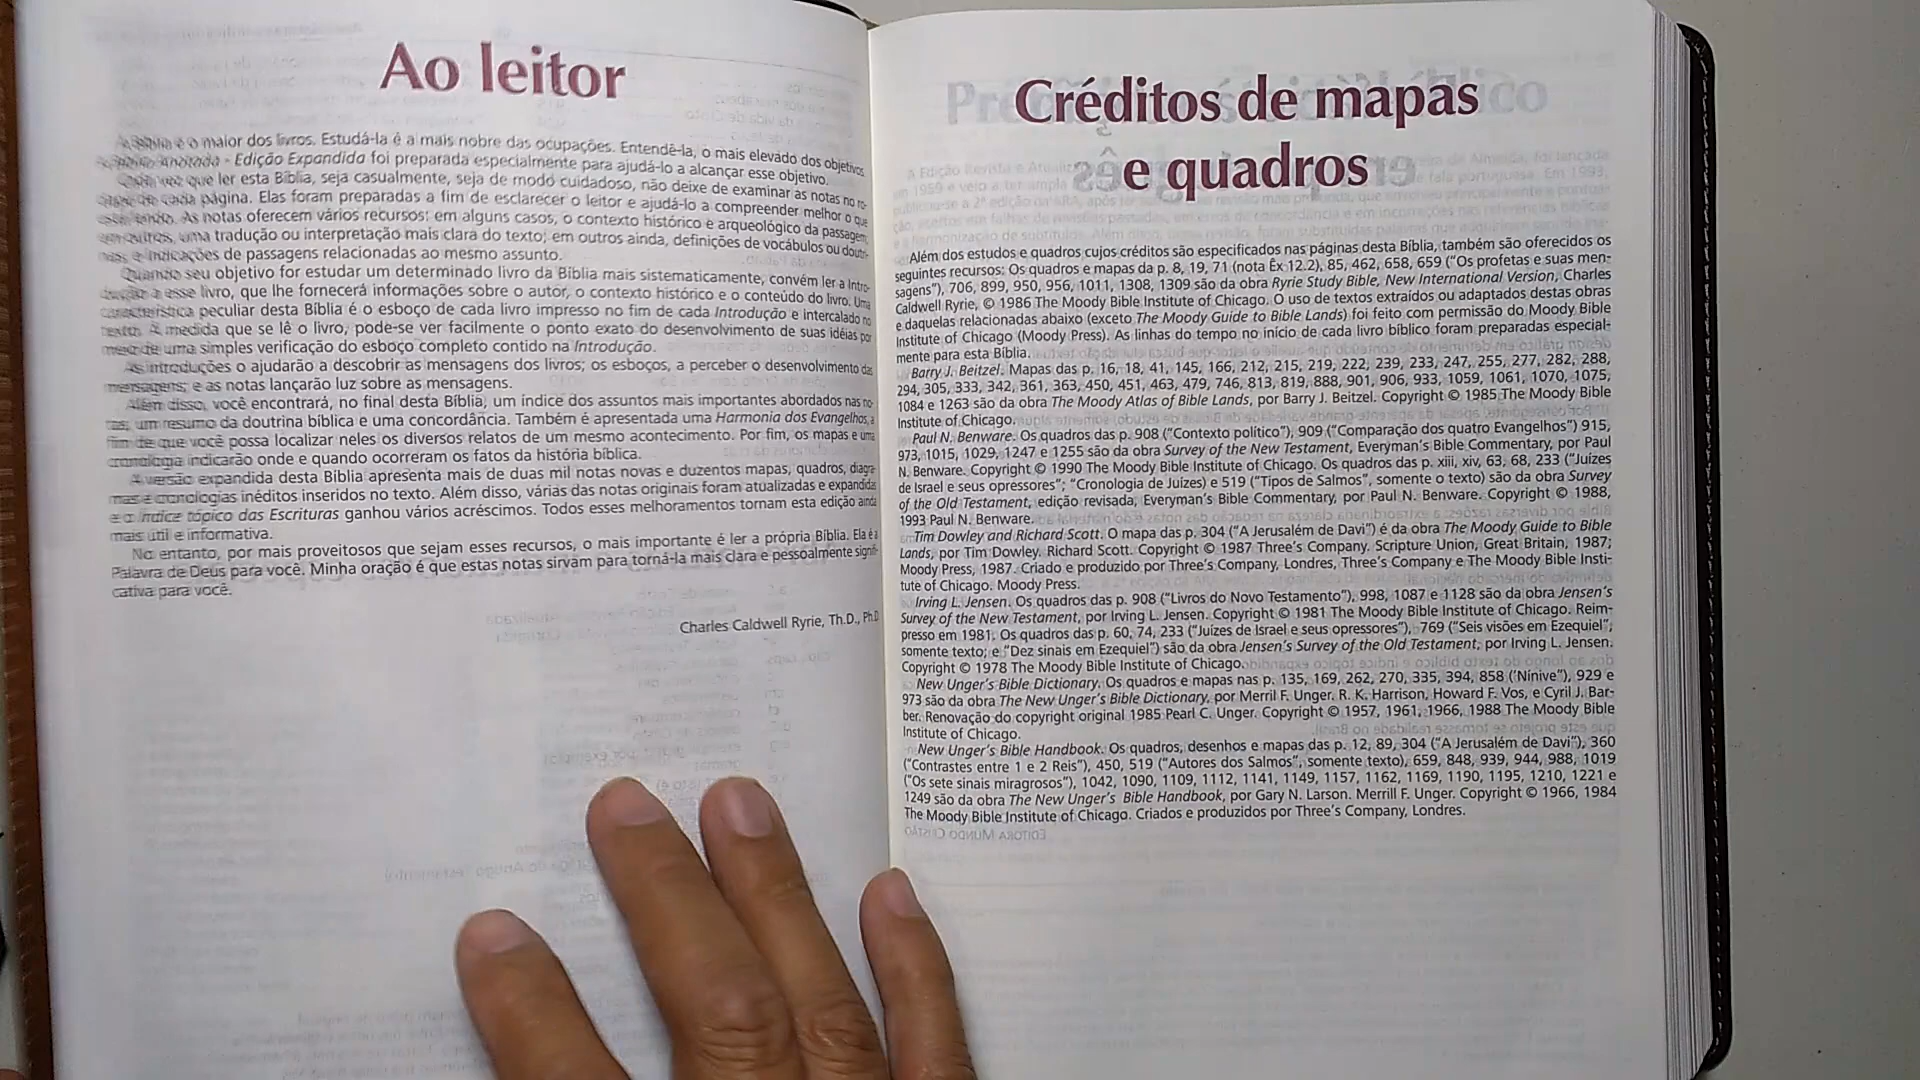 Ao leitor
A Bíblia é o maior dos livros. Estudá-la é a mais nobre das ocupações. Entendê-la, o mais elevado dos objetivos.
A Bíblia Anotada - Edição Expandida foi preparada especialmente para ajudá-lo a alcançar esse objetivo.
que ler esta Bíblia, seja casualmente, seja de modo cuidadoso, não deixe de examinar as notas no ro-
de cada página. Elas foram preparadas a fim de esclarecer o leitor e ajudá-lo a compreender melhor o que
As notas oferecem vários recursos: em alguns casos, o contexto histórico e arqueológico da passagem,
em outros, uma tradução ou interpretação mais clara do texto; em outros ainda, definições de vocábulos ou doutri-
nas, e indicações de passagens relacionadas ao mesmo assunto.
Quando seu objetivo for estudar um determinado livro da Bíblia mais sistematicamente, convém ler a Intro-
dução a esse livro, que lhe fornecerá informações sobre o autor, o contexto histórico e o conteúdo do livro. Uma
característica peculiar desta Bíblia é o esboço de cada livro impresso no fim de cada Introdução e intercalado no
texto. À medida que se lê o livro, pode-se ver facilmente o ponto exato do desenvolvimento de suas idéias por
meio de uma simples verificação do esboço completo contido na Introdução.
As introduções o ajudarão a descobrir as mensagens dos livros; os esboços, a perceber o desenvolvimento das
mensagens; e as notas lançarão luz sobre as mensagens.
Além disso, você encontrará, no final desta Bíblia, um índice dos assuntos mais importantes abordados nas no-
tas, um resumo da doutrina bíblica e uma concordância. Também é apresentada uma Harmonia dos Evangelhos, a
fim de que você possa localizar neles os diversos relatos de um mesmo acontecimento. Por fim, os mapas e uma
cronologia indicarão onde e quando ocorreram os fatos da história bíblica.
A versão expandida desta Bíblia apresenta mais de duas mil notas novas e duzentos mapas, quadros, diagra-
mas e cronologias inéditos inseridos no texto. Além disso, várias das notas originais foram atualizadas e expandidas
e o Índice tópico das Escrituras ganhou vários acréscimos. Todos esses melhoramentos tornam esta edição ainda
mais útil e informativa.
No entanto, por mais proveitosos que sejam esses recursos, o mais importante é ler a própria Bíblia. Ela é a
Palavra de Deus para você. Minha oração é que estas notas sirvam para torná-la mais clara e pessoalmente signifi-
cativa para você.
Charles Caldwell Ryrie, Th.D., Ph.D
Créditos de mapas
e quadros
Além dos estudos e quadros cujos créditos são especificados nas páginas desta Bíblia, também são oferecidos os
seguintes recursos: Os quadros e mapas da p. 8, 19, 71 (nota Êx 12.2), 85, 462, 658, 659 (“Os profetas e suas men-
sagens”), 706, 899, 950, 956, 1011, 1308, 1309 são da obra Ryrie Study Bible, New International Version, Charles
Caldwell Ryrie, © 1986 The Moody Bible Institute of Chicago. O uso de textos extraídos ou adaptados destas obras
e daquelas relacionadas abaixo (exceto The Moody Guide to Bible Lands) foi feito com permissão do Moody Bible
Institute of Chicago (Moody Press). As linhas do tempo no início de cada livro bíblico foram preparadas especial-
mente para esta Bíblia.
Barry J. Beitzel. Mapas das p. 16, 18, 41, 145, 166, 212, 215, 219, 222, 239, 233, 247, 255, 277, 282, 288,
294, 305, 333, 342, 361, 363, 450, 451, 463, 479, 746, 813, 819, 888, 901, 906, 933, 1059, 1061, 1070, 1075,
1084 e 1263 são da obra The Moody Atlas of Bible Lands, por Barry J. Beitzel. Copyright © 1985 The Moody Bible
Institute of Chicago.
Paul N. Benware. Os quadros das p. 908 (“Contexto político”), 909 (“Comparação dos quatro Evangelhos”) 915,
973, 1015, 1029, 1247 e 1255 são da obra Survey of the New Testament, Everyman's Bible Commentary, por Paul
N. Benware. Copyright © 1990 The Moody Bible Institute of Chicago. Os quadros das p. xiii, xiv, 63, 68, 233 (“Juízes
de Israel e seus opressores”; “Cronologia de Juízes) e 519 (“Tipos de Salmos”, somente o texto) são da obra Survey
of the Old Testament, edição revisada, Everyman's Bible Commentary, por Paul N. Benware. Copyright © 1988,
1993 Paul N. Benware.
Tim Dowley and Richard Scott. O mapa das p. 304 (“A Jerusalém de Davi”) é da obra The Moody Guide to Bible
Lands, por Tim Dowley. Richard Scott. Copyright © 1987 Three's Company. Scripture Union, Great Britain, 1987;
Moody Press, 1987. Criado e produzido por Three's Company, Londres, Three's Company e The Moody Bible Insti-
tute of Chicago. Moody Press.
Irving L. Jensen. Os quadros das p. 908 (“Livros do Novo Testamento”), 998, 1087 e 1128 são da obra Jensen's
Survey of the New Testament, por Irving L. Jensen. Copyright © 1981 The Moody Bible Institute of Chicago. Reim-
presso em 1981. Os quadros das p. 60, 74, 233 (“Juízes de Israel e seus opressores”), 769 (“Seis visões em Ezequiel”;
somente texto; e “Dez sinais em Ezequiel”) são da obra Jensen's Survey of the Old Testament, por Irving L. Jensen.
Copyright © 1978 The Moody Bible Institute of Chicago.
New Unger's Bible Dictionary. Os quadros e mapas nas p. 135, 169, 262, 270, 335, 394, 858 (‘Nínive”), 929 e
973 são da obra The New Unger's Bible Dictionary, por Merril F. Unger. R. K. Harrison, Howard F. Vos, e Cyril J. Bar-
ber. Renovação do copyright original 1985 Pearl C. Unger. Copyright © 1957, 1961, 1966, 1988 The Moody Bible
Institute of Chicago.
New Unger's Bible Handbook. Os quadros, desenhos e mapas das p. 12, 89, 304 (“A Jerusalém de Davi”), 360
(“Contrastes entre 1 e 2 Reis”), 450, 519 (“Autores dos Salmos”, somente texto), 659, 848, 939, 944, 988, 1019
(“Os sete sinais miragrosos”), 1042, 1090, 1109, 1112, 1141, 1149, 1157, 1162, 1169, 1190, 1195, 1210, 1221 e
1249 são da obra The New Unger's Bible Handbook, por Gary N. Larson. Merrill F. Unger. Copyright © 1966, 1984
The Moody Bible Institute of Chicago. Criados e produzidos por Three's Company, Londres.